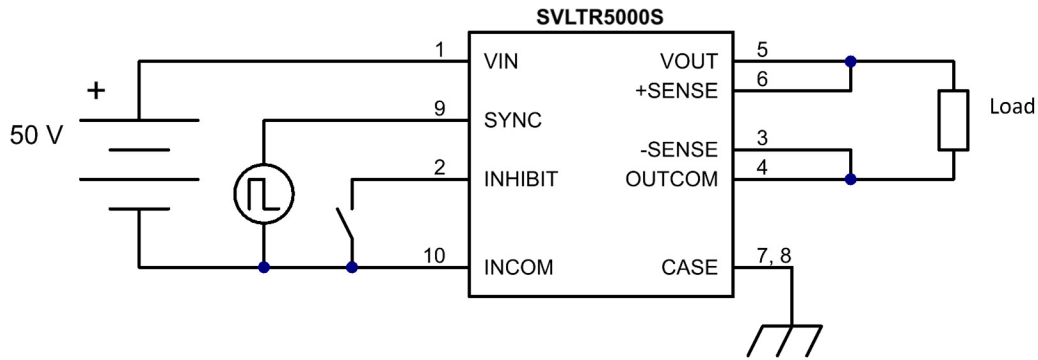 SVLTR5000S
1 VIN VOUT 5
+SENSE 6
+
50 V
9 SYNC
-SENSE 3
Load
2 INHIBIT OUTCOM 4
10 INCOM CASE 7, 8